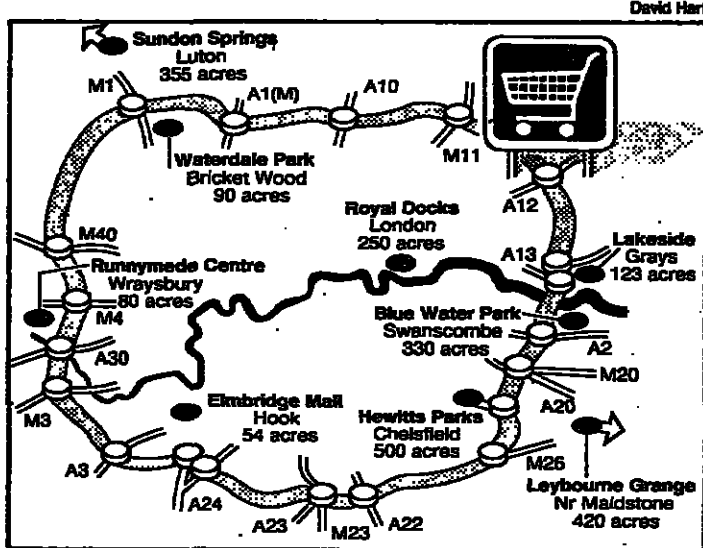 David Har
Sundon Springs
Luton
355 acres
M1
A1(M)
A10
M11
Waterdale Park
Bricket Wood
90 acres
A12
Royal Docks
London
250 acres
M40
A13
Lakeside
Grays
123 acres
Runnymede Centre
Wraysbury
80 acres
M4
Blue Water Park
Swanscombe
330 acres
A2
A30
M20
A20
M3
Elmbridge Mall
Hook
54 acres
Hewitts Parks
Chelsfield
500 acres
A3
A24
M26
Leybourne Grange
Nr Maidstone
420 acres
A23
M23
A22